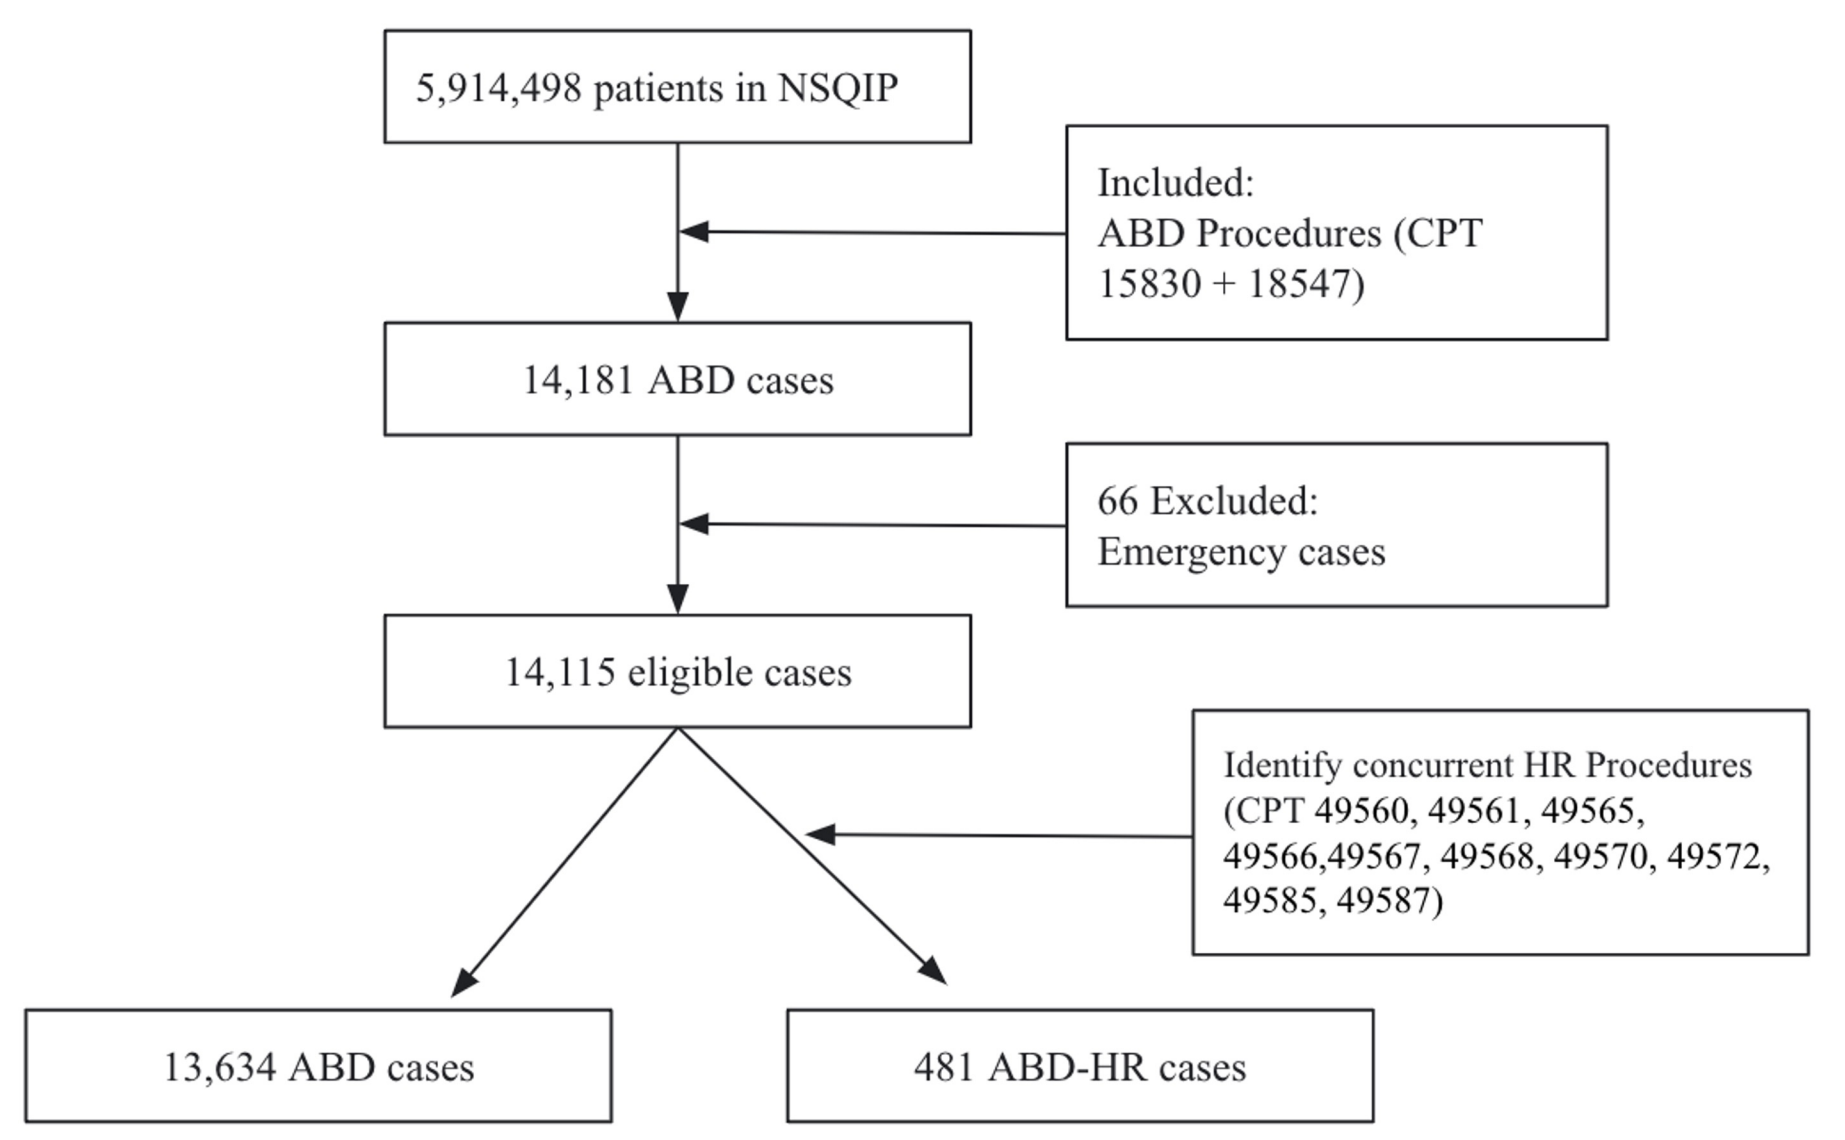 5,914,498 patients in NSQIP
Included:
ABD Procedures (CPT
15830 + 18547)
14,181 ABD cases
66 Excluded:
Emergency cases
14,115 eligible cases
Identify concurrent HR Procedures
(CPT 49560, 49561, 49565,
49566,49567, 49568, 49570, 49572,
49585, 49587)
13,634 ABD cases
481 ABD-HR cases